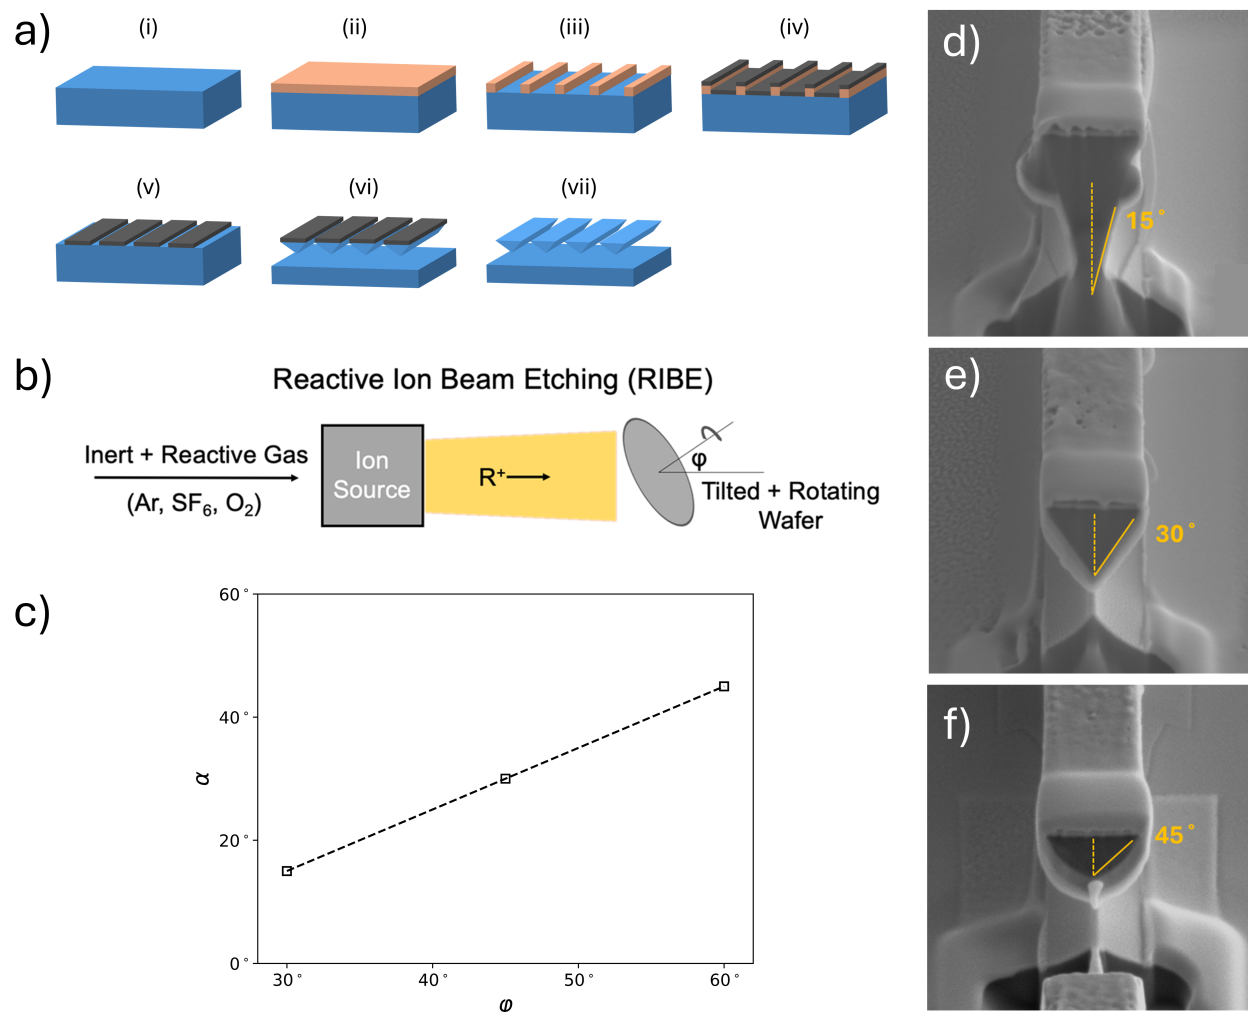 a)
(i)
(ii)
(iii)
(iv)
(v)
(vi)
(vii)
b)
Reactive Ion Beam Etching (RIBE)
Inert + Reactive Gas
(Ar, SF₆, O₂)
Ion
Source
R⁺
φ
Tilted + Rotating
Wafer
c)
60°
40°
20°
0°
α
30°
40°
50°
60°
φ
d)
15°
e)
30°
f)
45°